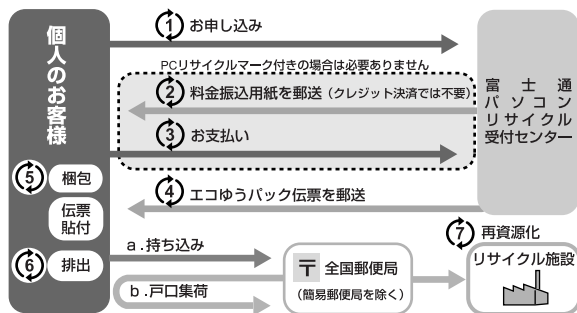 個人のお客様
① お申し込み
PCリサイクルマーク付きの場合は必要ありません
② 料金振込用紙を郵送(クレジット決済では不要)
③ お支払い
富士通
パソコン
リサイクル
受付センター
④ エコゆうパック伝票を郵送
⑤ 梱包
伝票
貼付
⑥ 排出
a.持ち込み
b.戸口集荷
〒 全国郵便局
(簡易郵便局を除く)
⑦ 再資源化
リサイクル施設